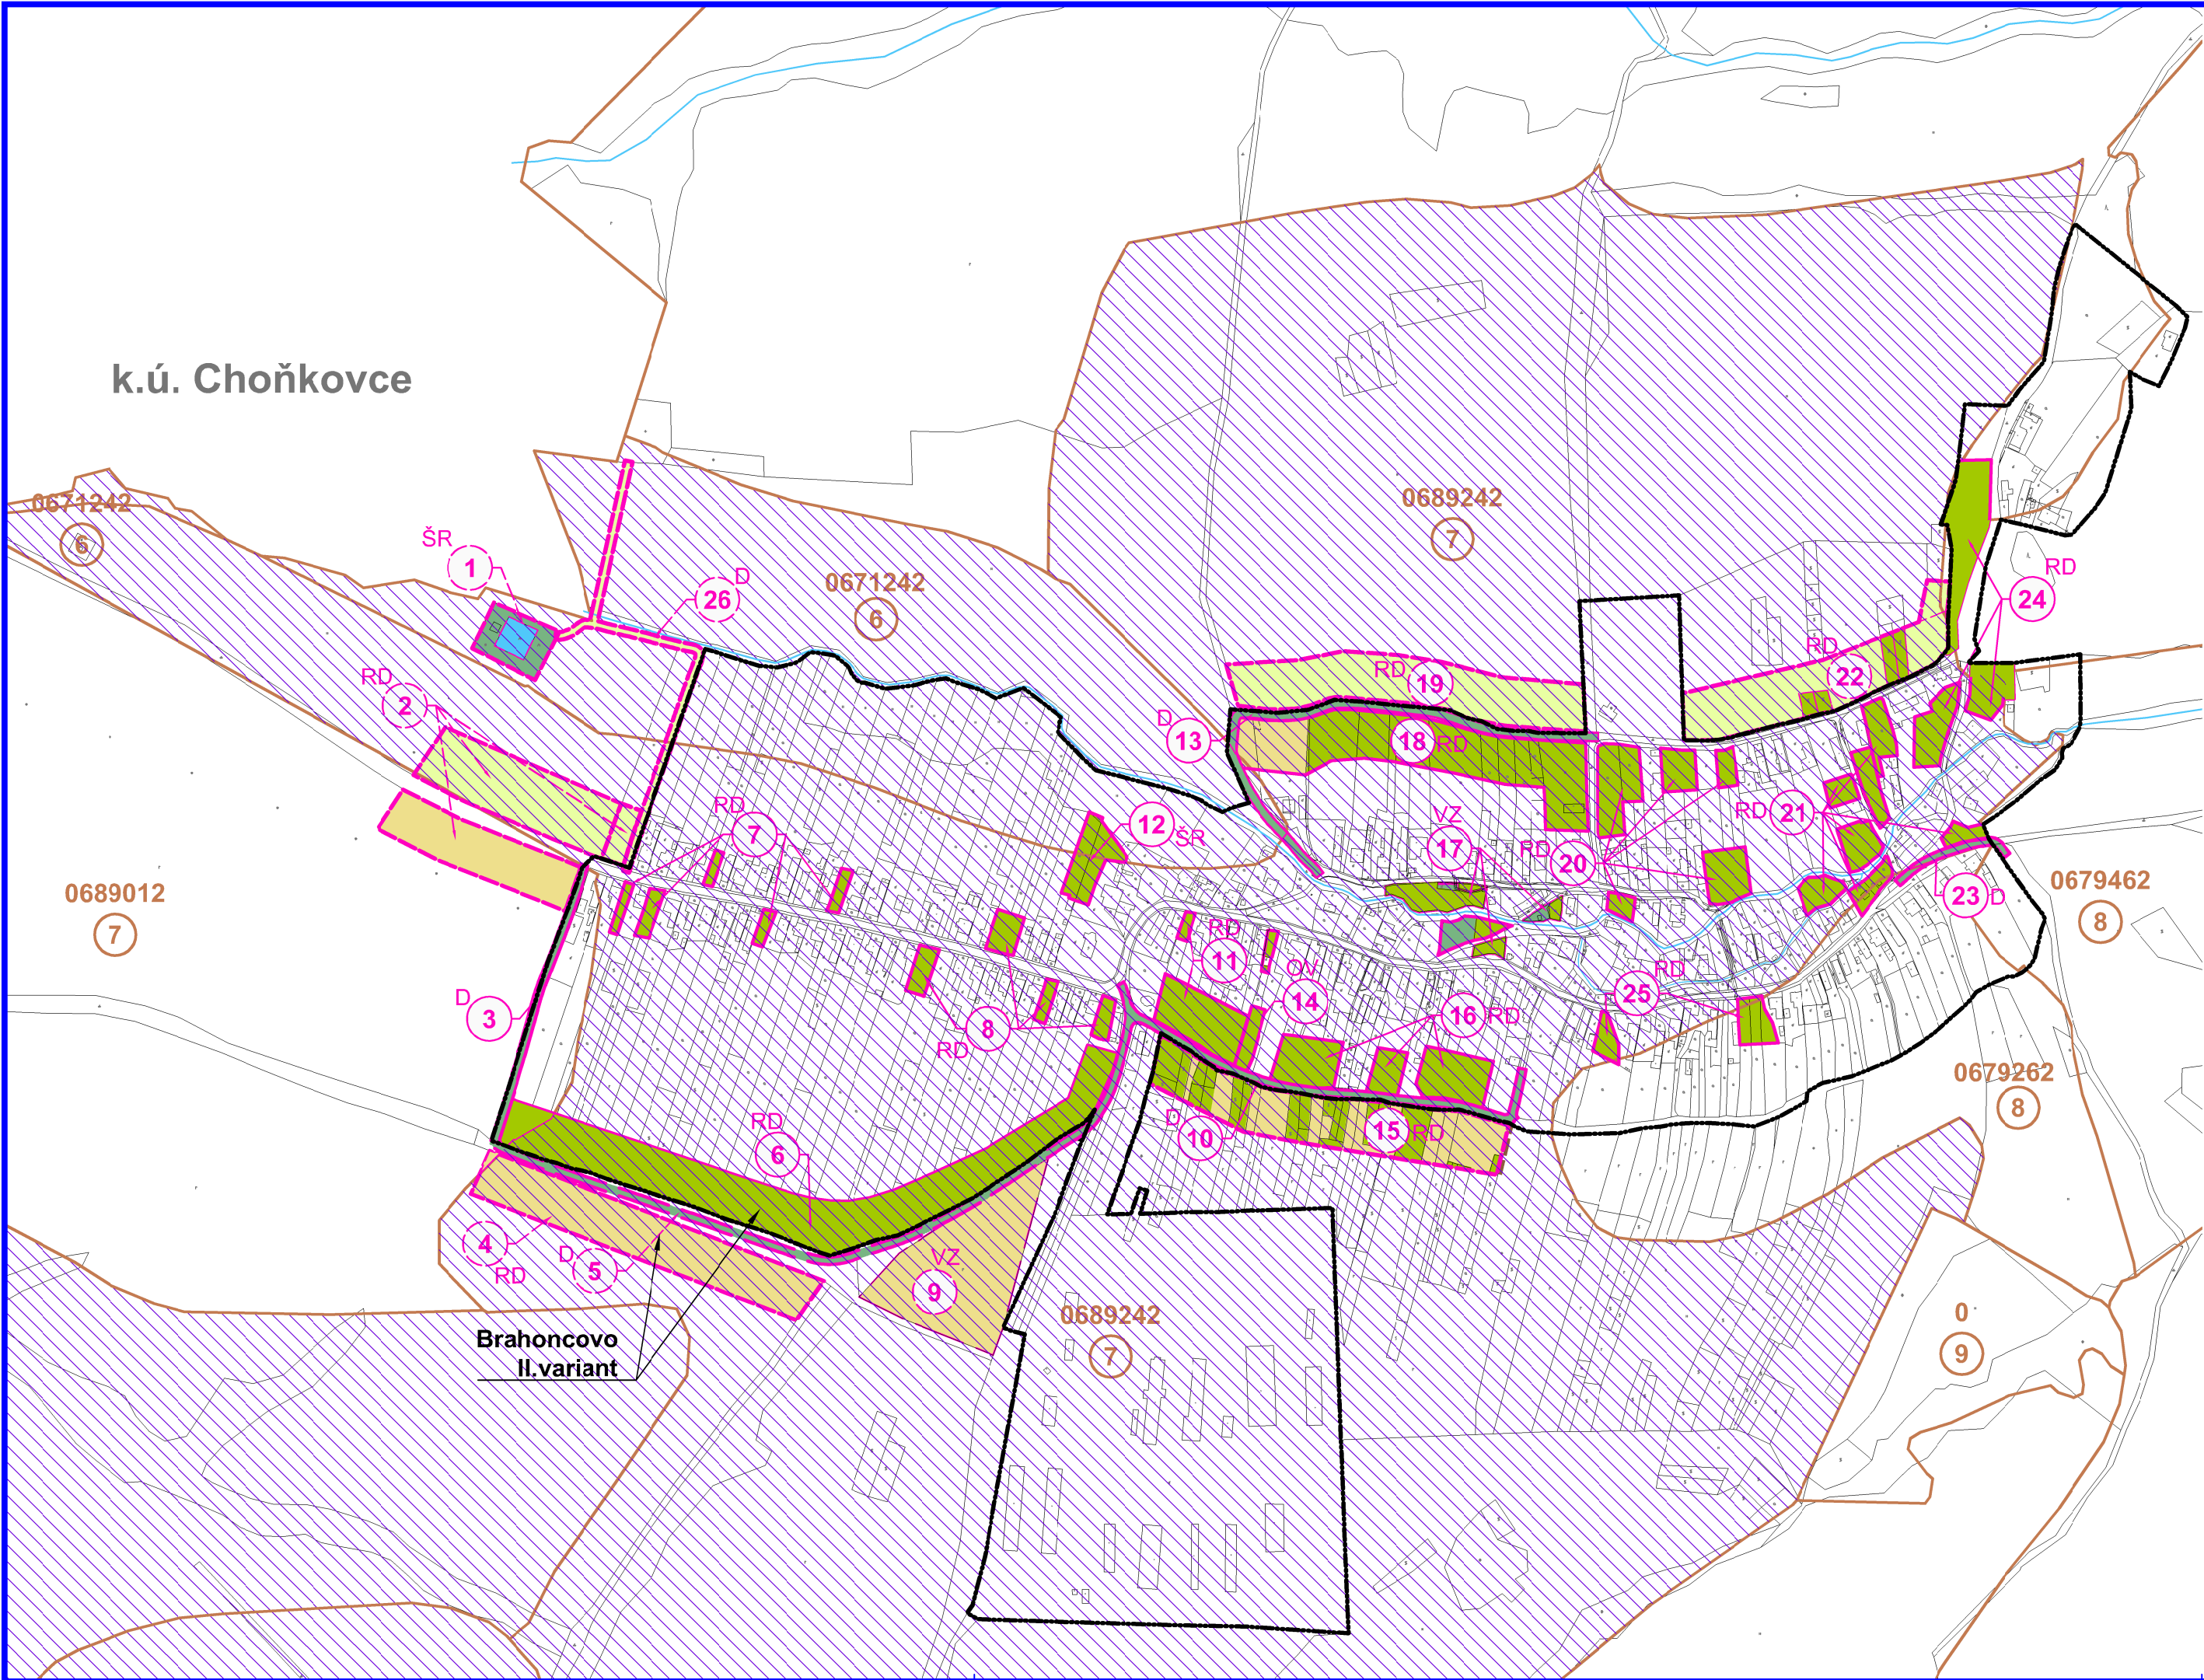 k.ú. Choňkovce
0671242
6
ŠR
1
D
26
0671242
6
0689242
7
RD
24
RD
2
RD
19
RD
22
D
13
18
RD
RD
7
12
ŠR
VZ
17
RD
20
RD
21
0689012
7
0679462
8
23
D
RD
11
OV
14
RD
25
D
3
8
RD
16
RD
0679262
8
RD
6
D
10
15
RD
4
RD
D
5
VZ
9
0689242
7
0
9
Brahoncovo
II.variant